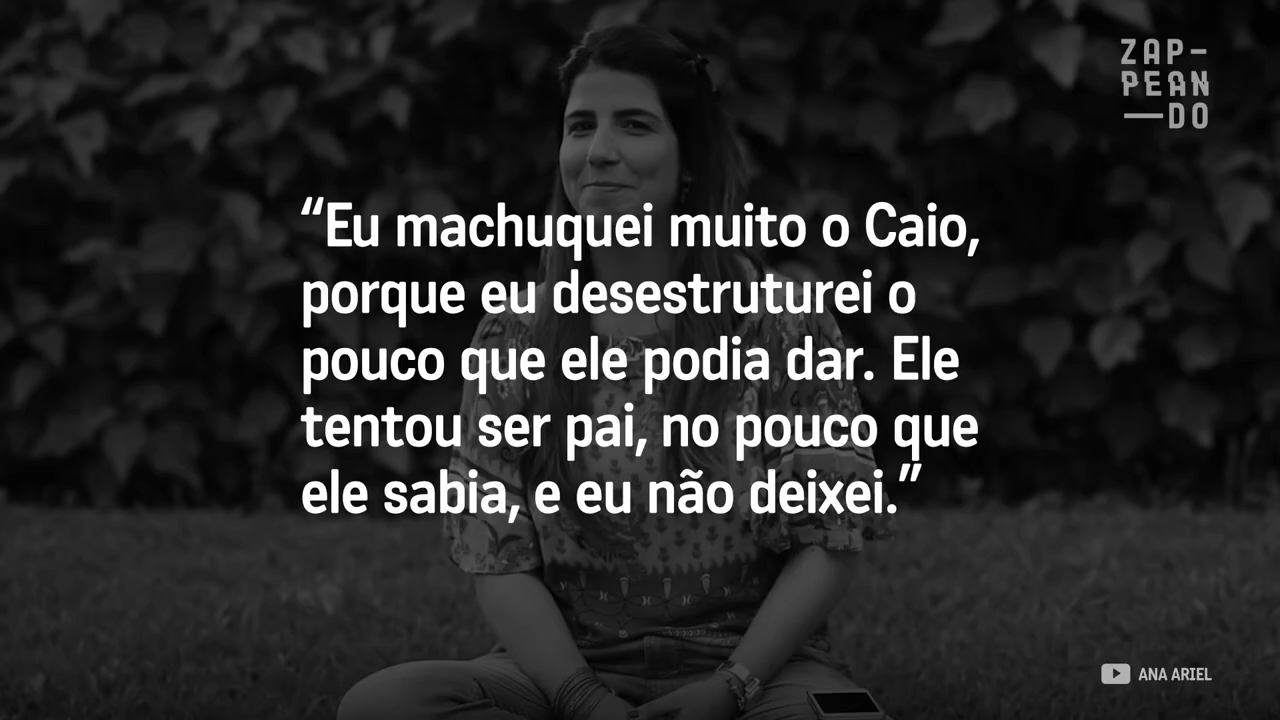 ZAP-
PEAN
—DO
“Eu machuquei muito o Caio,
porque eu desestruturei o
pouco que ele podia dar. Ele
tentou ser pai, no pouco que
ele sabia, e eu não deixei.”
ANA ARIEL